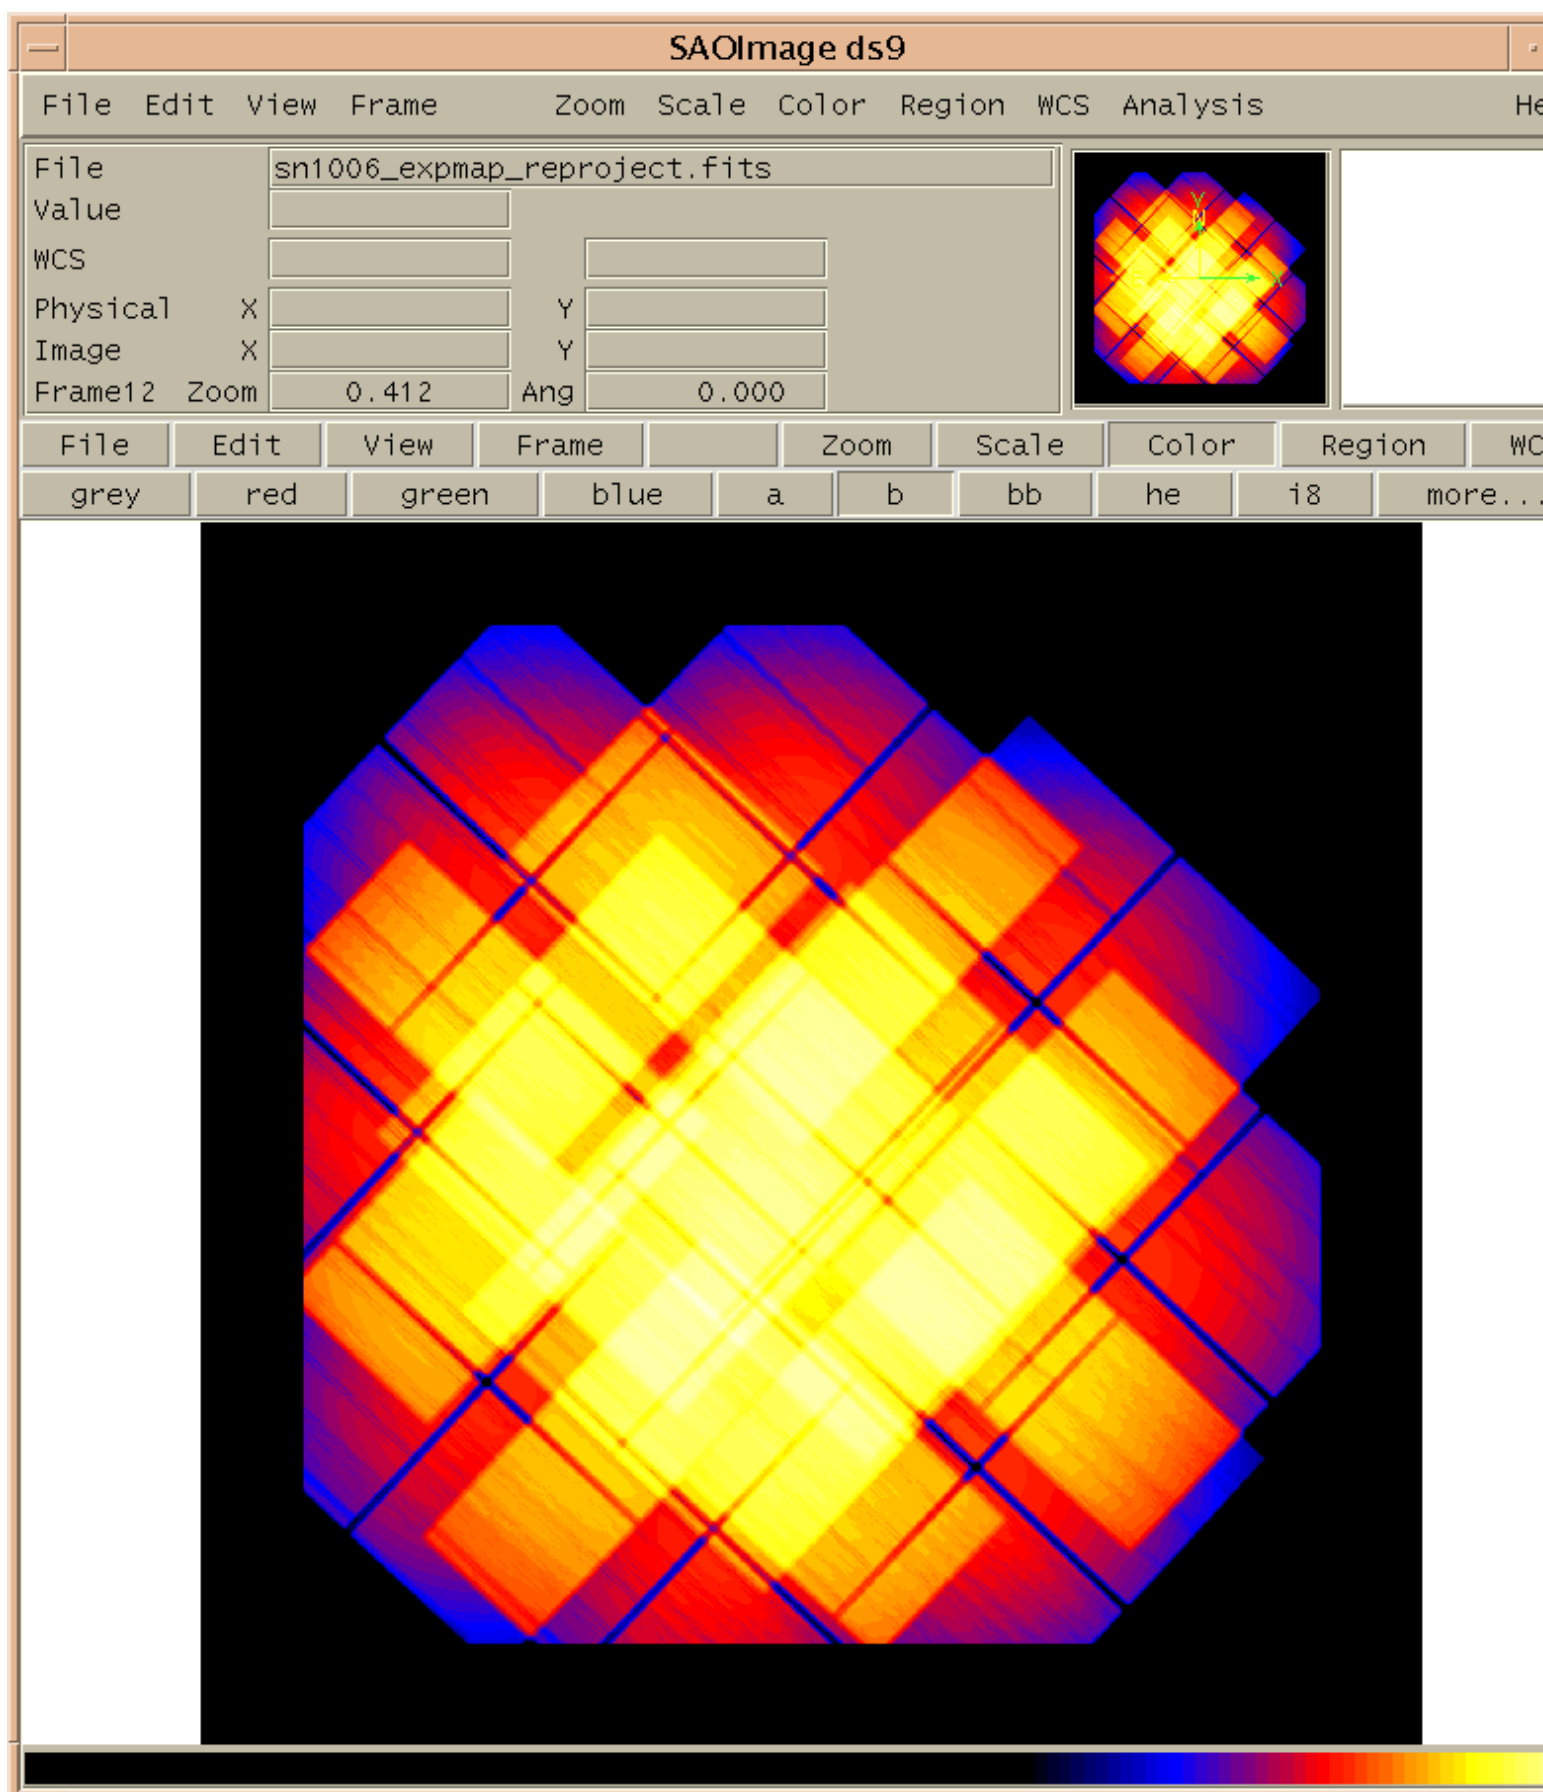 SAOImage ds9
File Edit View Frame Zoom Scale Color Region WCS Analysis
File sn1006_expmap_reproject.fits
Value
WCS
Physical X Y
Image X Y
Frame12 Zoom 0.412 Ang 0.000
Y
N
X
File Edit View Frame Zoom Scale Color Region
grey red green blue a b bb he i8 more...